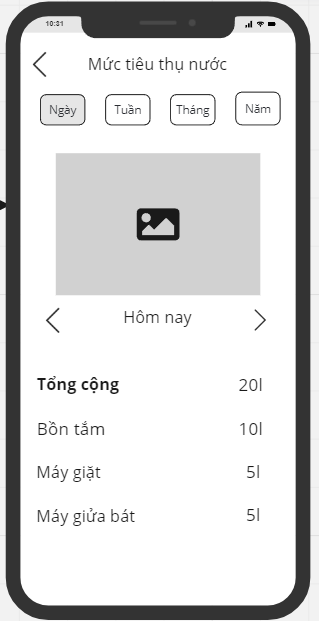 10:31
Mức tiêu thụ nước
Ngày Tuần Tháng Năm
Hôm nay
Tổng cộng 20l
Bồn tắm 10l
Máy giặt 5l
Máy giửa bát 5l